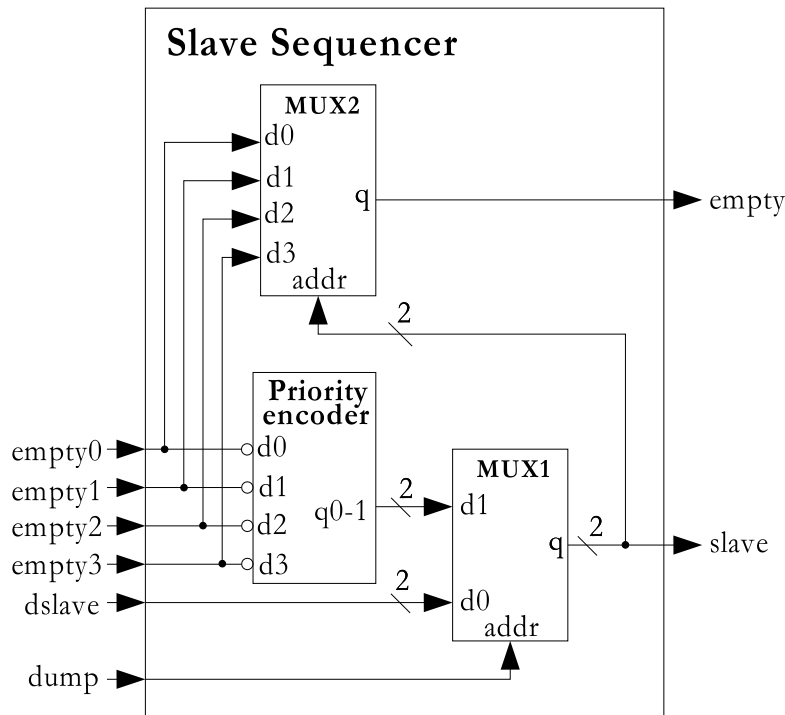 Slave Sequencer
MUX2
d0
d1
d2
d3
q
addr
empty
2
Priority
encoder
d0
d1
d2
d3
q0-1
empty0
empty1
empty2
empty3
dslave
dump
2
2
MUX1
d1
d0
q
addr
2
slave